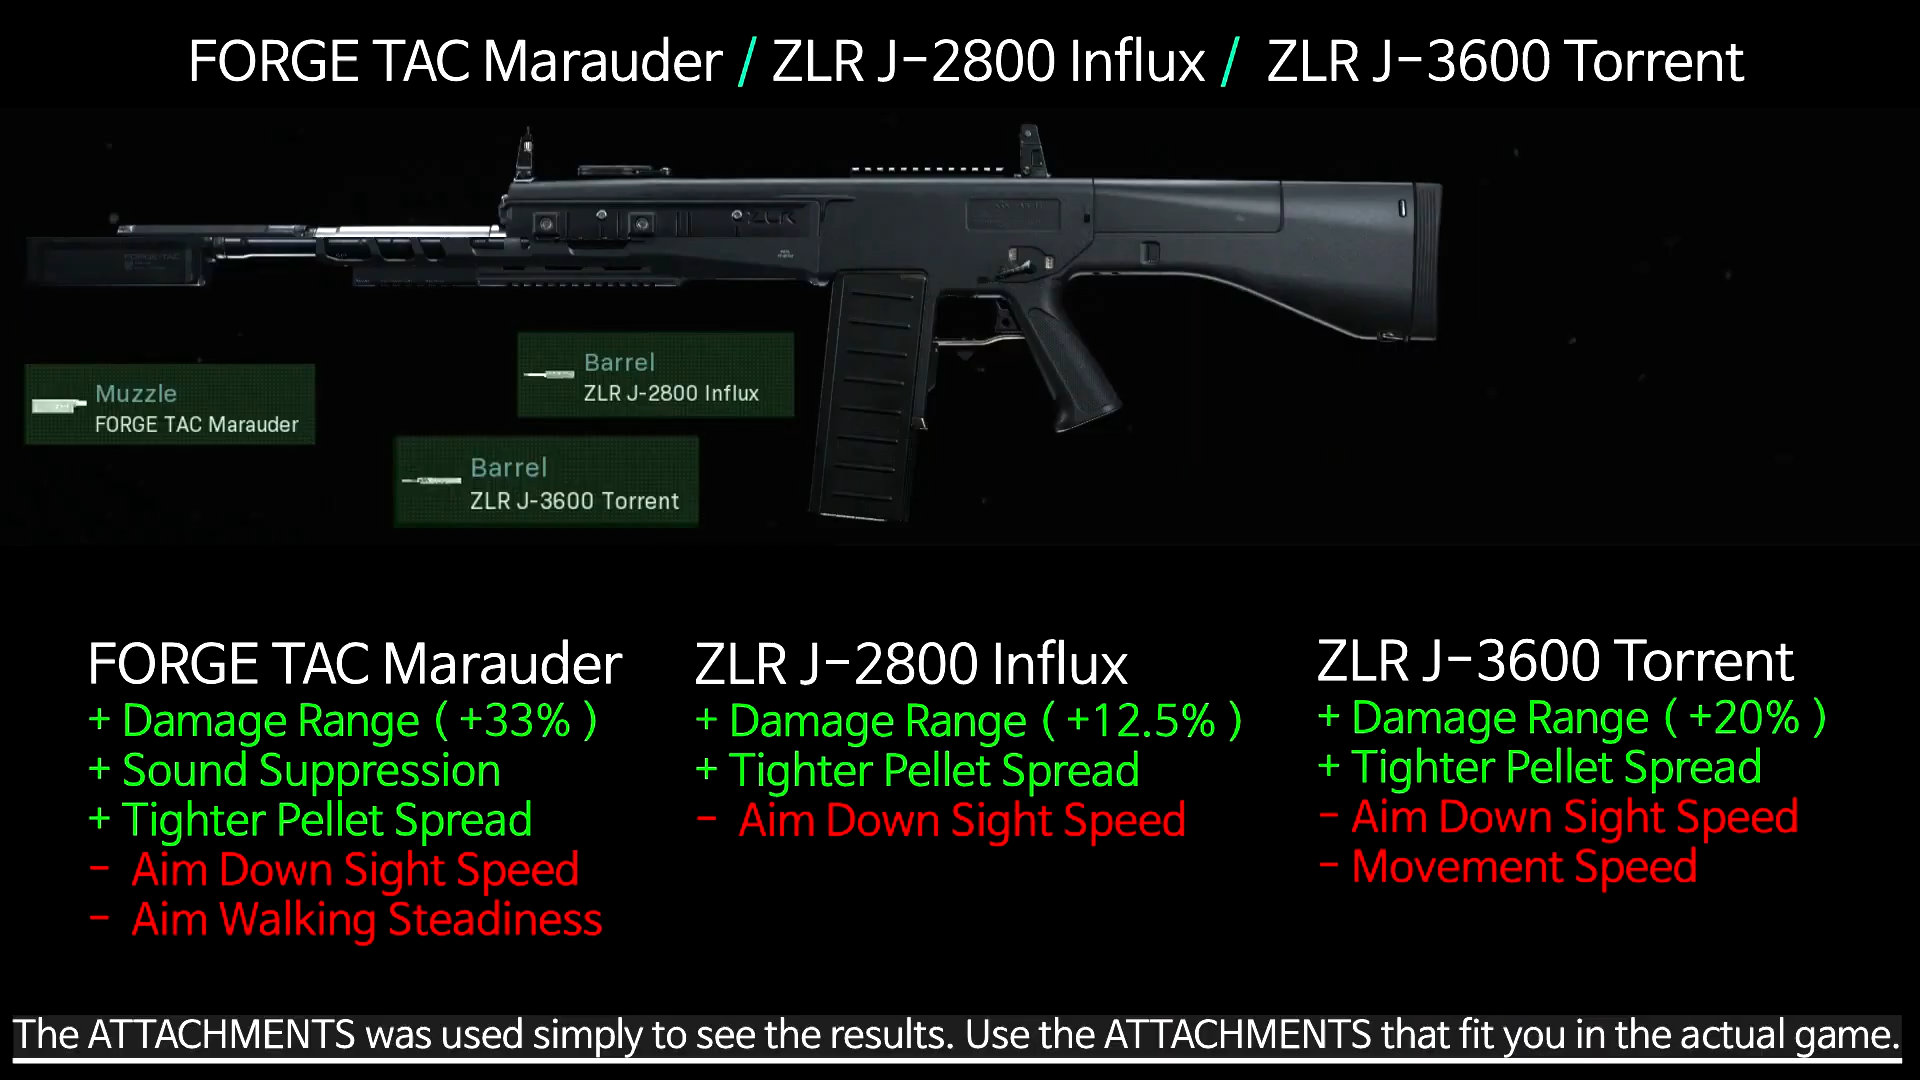 FORGE TAC Marauder / ZLR J-2800 Influx / ZLR J-3600 Torrent
ZLR
FORGE TAC
Barrel
ZLR J-2800 Influx
Muzzle
FORGE TAC Marauder
Barrel
ZLR J-3600 Torrent
FORGE TAC Marauder
+ Damage Range ( +33% )
+ Sound Suppression
+ Tighter Pellet Spread
- Aim Down Sight Speed
- Aim Walking Steadiness
ZLR J-2800 Influx
+ Damage Range ( +12.5% )
+ Tighter Pellet Spread
- Aim Down Sight Speed
ZLR J-3600 Torrent
+ Damage Range ( +20% )
+ Tighter Pellet Spread
- Aim Down Sight Speed
- Movement Speed
The ATTACHMENTS was used simply to see the results. Use the ATTACHMENTS that fit you in the actual game.